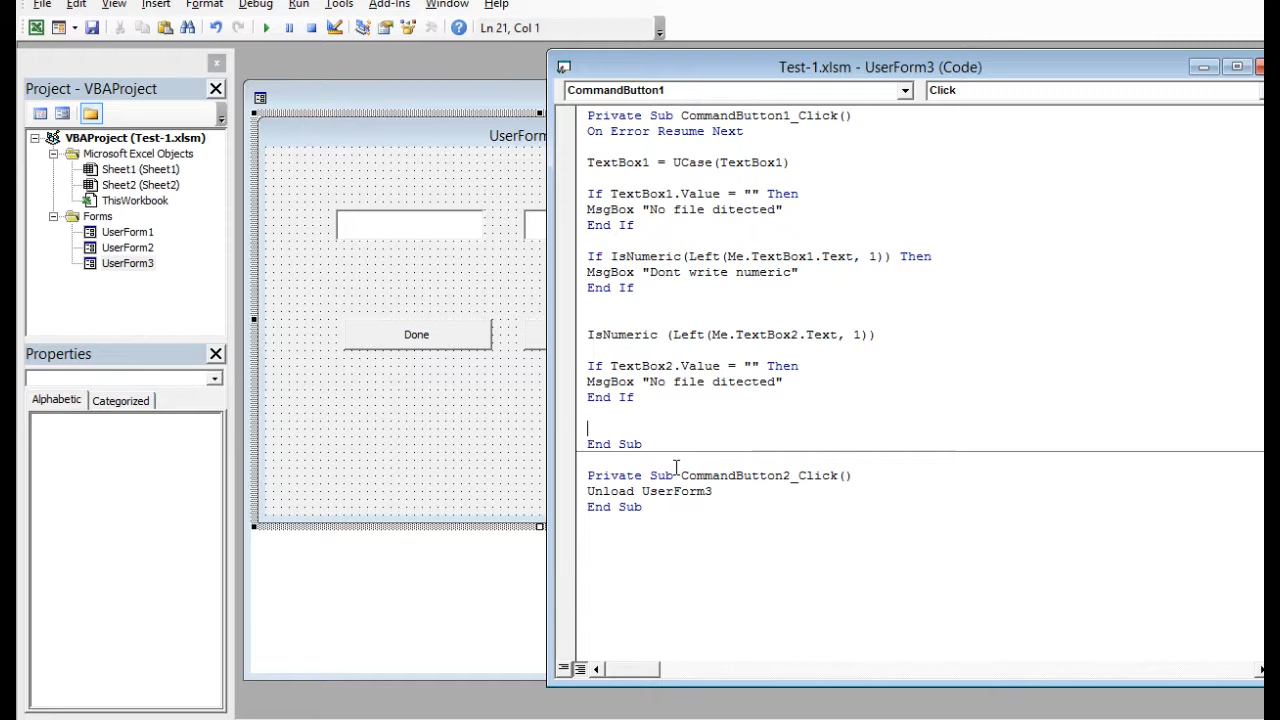 File Edit View Insert Format Debug Run Tools Add-Ins Window Help
Ln 21, Col 1
Project - VBAProject
VBAProject (Test-1.xlsm)
Microsoft Excel Objects
Sheet1 (Sheet1)
Sheet2 (Sheet2)
ThisWorkbook
Forms
UserForm1
UserForm2
UserForm3
Properties
Alphabetic Categorized
UserForm
Done
Test-1.xlsm - UserForm3 (Code)
CommandButton1 Click
Private Sub CommandButton1_Click()
On Error Resume Next
TextBox1 = UCase(TextBox1)
If TextBox1.Value = "" Then
MsgBox "No file ditected"
End If
If IsNumeric(Left(Me.TextBox1.Text, 1)) Then
MsgBox "Dont write numeric"
End If
IsNumeric (Left(Me.TextBox2.Text, 1))
If TextBox2.Value = "" Then
MsgBox "No file ditected"
End If
End Sub
Private Sub CommandButton2_Click()
Unload UserForm3
End Sub